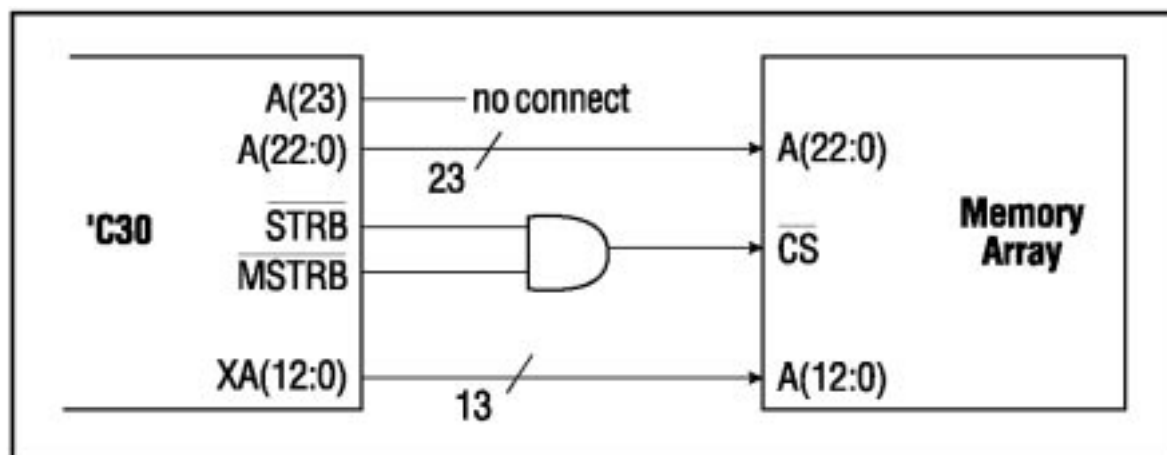 A(23)
no connect
A(22:0)
23
A(22:0)
'C30
STRB
MSTRB
CS
Memory
Array
XA(12:0)
13
A(12:0)